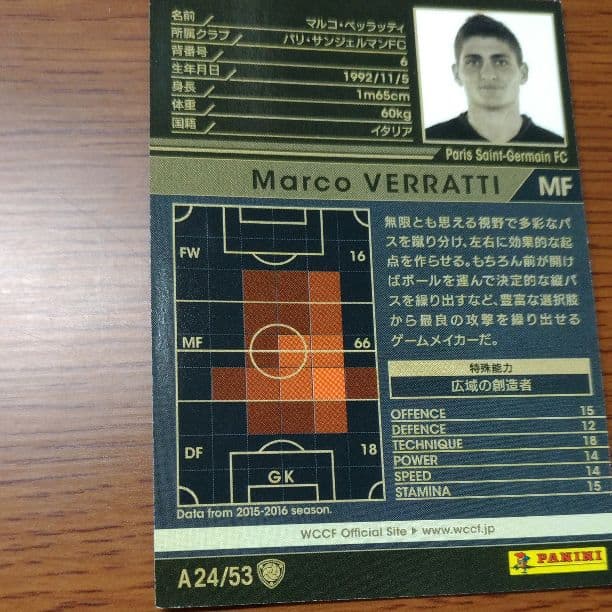 名前 マルコ・ベッラッティ
所属クラブ パリ・サンジェルマンFC
背番号 6
生年月日 1992/11/5
身長 1m65cm
体重 60kg
国籍 イタリア
Paris Saint-Germain FC
Marco VERRATTI MF
無限とも思える視野で多彩なパ
スを蹴り分け、左右に効果的な起
点を作らせる。もちろん前が開け
ばボールを運んで決定的な縦パ
スを繰り出すなど、豊富な選択肢
から最良の攻撃を繰り出せる
ゲームメイカーだ。
FW 16
MF 66
DF 18
GK
特殊能力
広域の創造者
OFFENCE 15
DEFENCE 12
TECHNIQUE 18
POWER 14
SPEED 14
STAMINA 15
Data from 2015-2016 season.
WCCF Official Site ▶ www.wccf.jp
A24/53
PANINI